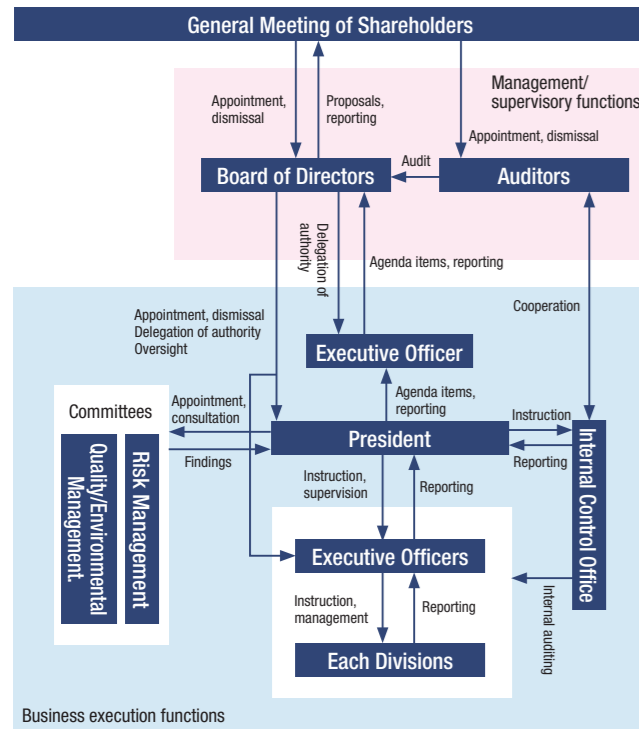 General Meeting of Shareholders
Management/
supervisory functions
Appointment,
dismissal
Proposals,
reporting
Appointment, dismissal
Audit
Board of Directors
Auditors
Delegation of
authority
Agenda items, reporting
Cooperation
Appointment, dismissal
Delegation of authority
Oversight
Executive Officer
Agenda items,
reporting
Committees
Appointment,
consultation
President
Instruction
Findings
Reporting
Quality/Environmental
Management.
Risk Management
Internal Control Office
Instruction,
supervision
Reporting
Executive Officers
Instruction,
management
Reporting
Internal auditing
Each Divisions
Business execution functions